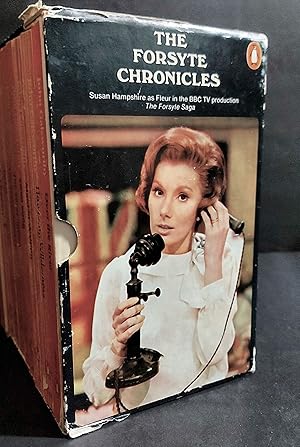 THE
FORSYTE
CHRONICLES
Susan Hampshire as Fleur in the BBC TV production
The Forsyte Saga